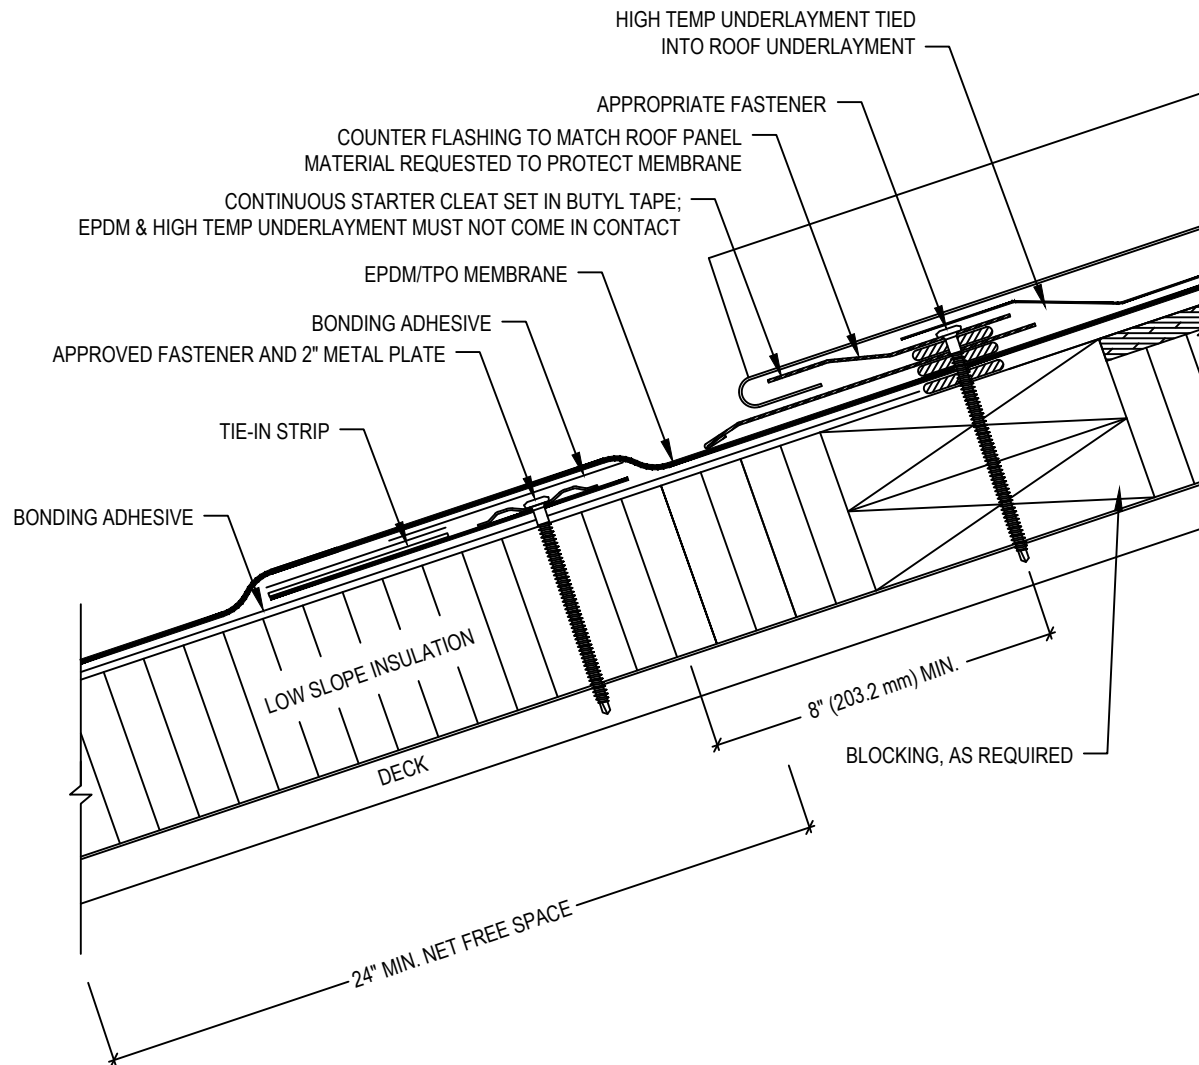 HIGH TEMP UNDERLAYMENT TIED
INTO ROOF UNDERLAYMENT
APPROPRIATE FASTENER
COUNTER FLASHING TO MATCH ROOF PANEL
MATERIAL REQUESTED TO PROTECT MEMBRANE
CONTINUOUS STARTER CLEAT SET IN BUTYL TAPE;
EPDM & HIGH TEMP UNDERLAYMENT MUST NOT COME IN CONTACT
EPDM/TPO MEMBRANE
BONDING ADHESIVE
APPROVED FASTENER AND 2" METAL PLATE
TIE-IN STRIP
BONDING ADHESIVE
LOW SLOPE INSULATION
DECK
8" (203.2 mm) MIN.
BLOCKING, AS REQUIRED
24" MIN. NET FREE SPACE